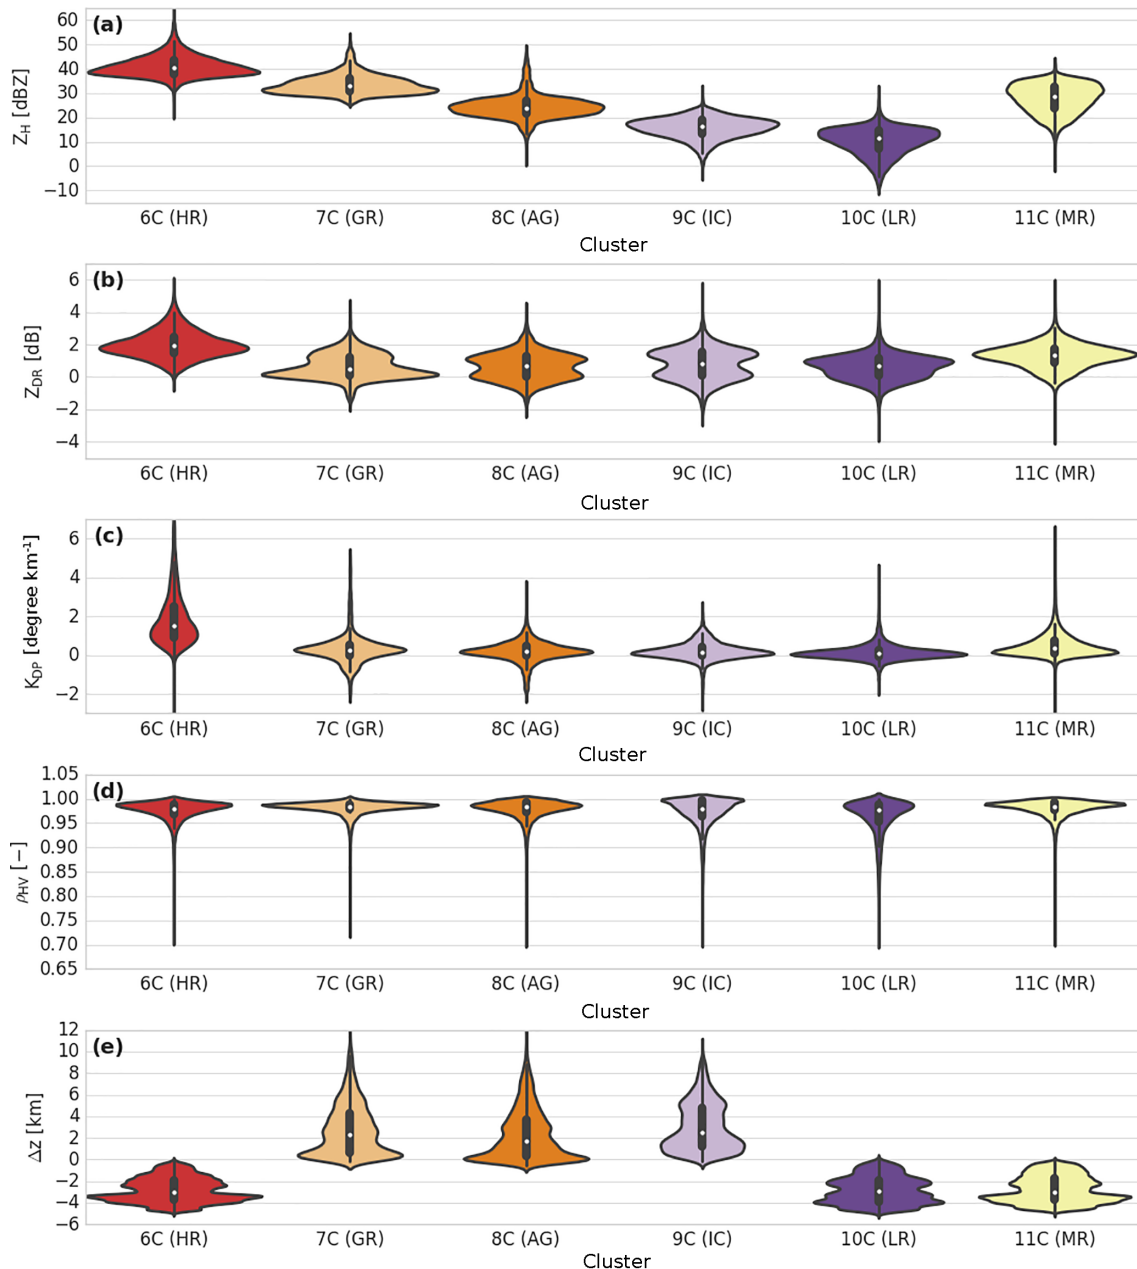 (a)
Z_H [dBZ]
60
50
40
30
20
10
0
−10
6C (HR) 7C (GR) 8C (AG) 9C (IC) 10C (LR) 11C (MR)
Cluster
(b)
Z_DR [dB]
6
4
2
0
−2
−4
6C (HR) 7C (GR) 8C (AG) 9C (IC) 10C (LR) 11C (MR)
Cluster
(c)
K_DP [degree km⁻¹]
6
4
2
0
−2
6C (HR) 7C (GR) 8C (AG) 9C (IC) 10C (LR) 11C (MR)
Cluster
(d)
ρ_HV [−]
1.05
1.00
0.95
0.90
0.85
0.80
0.75
0.70
0.65
6C (HR) 7C (GR) 8C (AG) 9C (IC) 10C (LR) 11C (MR)
Cluster
(e)
Δz [km]
12
10
8
6
4
2
0
−2
−4
−6
6C (HR) 7C (GR) 8C (AG) 9C (IC) 10C (LR) 11C (MR)
Cluster